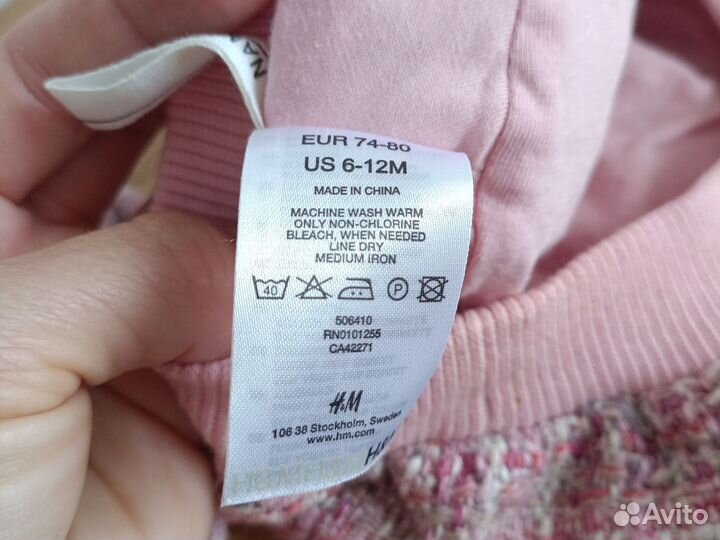 EUR 74-80
US 6-12M
MADE IN CHINA
MACHINE WASH WARM
ONLY NON-CHLORINE
BLEACH, WHEN NEEDED
LINE DRY
MEDIUM IRON
40
P
506410
RN0101255
CA42271
H&M
106 38 Stockholm, Sweden
www.hm.com
H&M
Avito